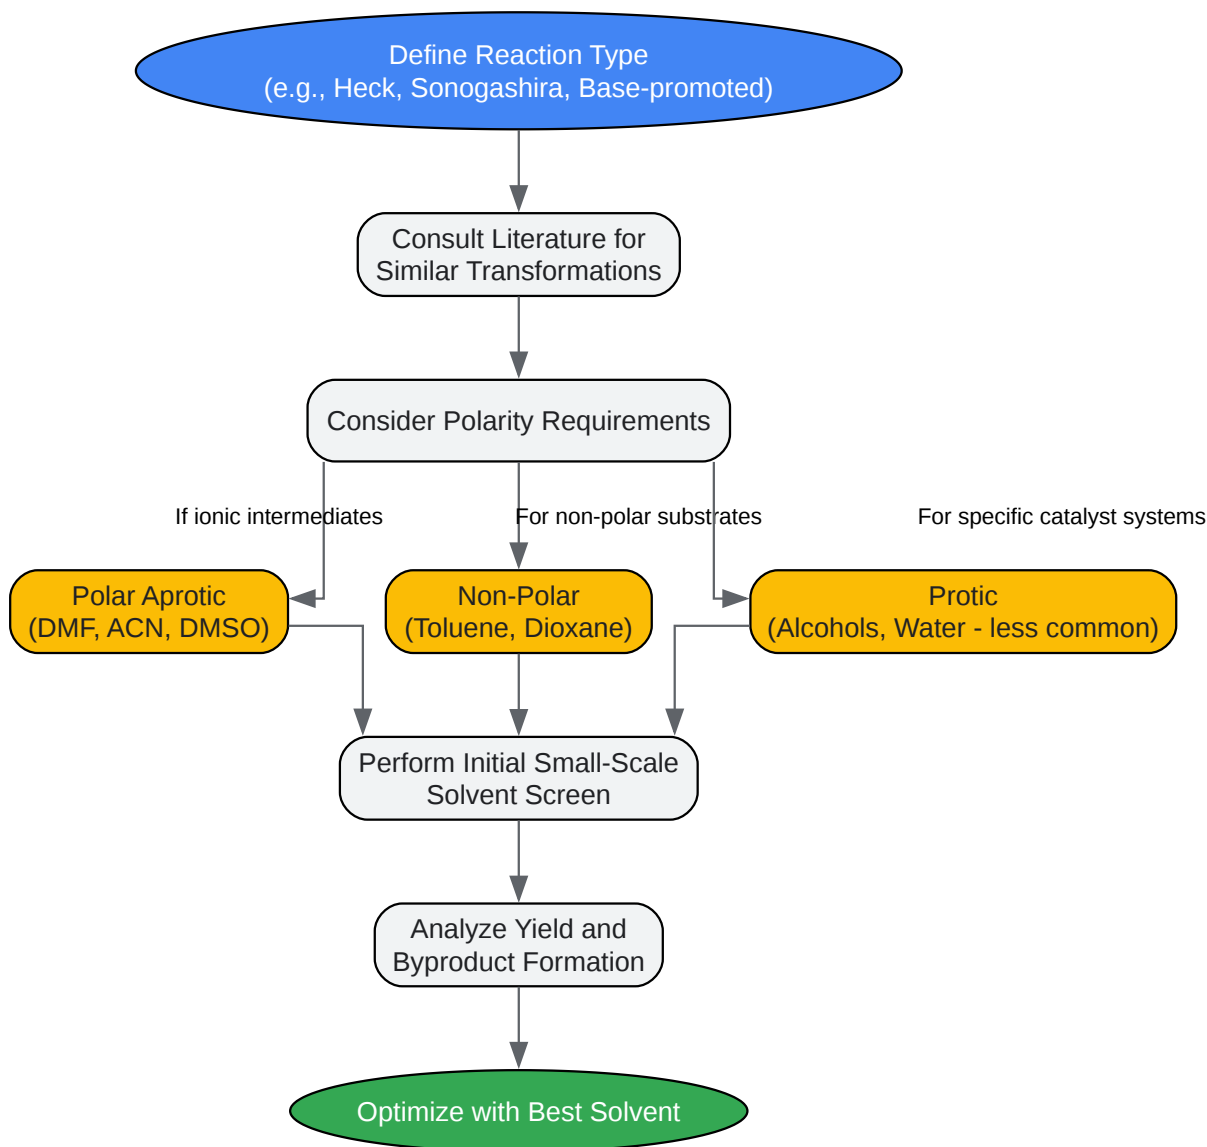 Define Reaction Type
(e.g., Heck, Sonogashira, Base-promoted)
Consult Literature for
Similar Transformations
Consider Polarity Requirements
If ionic intermediates
For non-polar substrates
For specific catalyst systems
Polar Aprotic
(DMF, ACN, DMSO)
Non-Polar
(Toluene, Dioxane)
Protic
(Alcohols, Water - less common)
Perform Initial Small-Scale
Solvent Screen
Analyze Yield and
Byproduct Formation
Optimize with Best Solvent